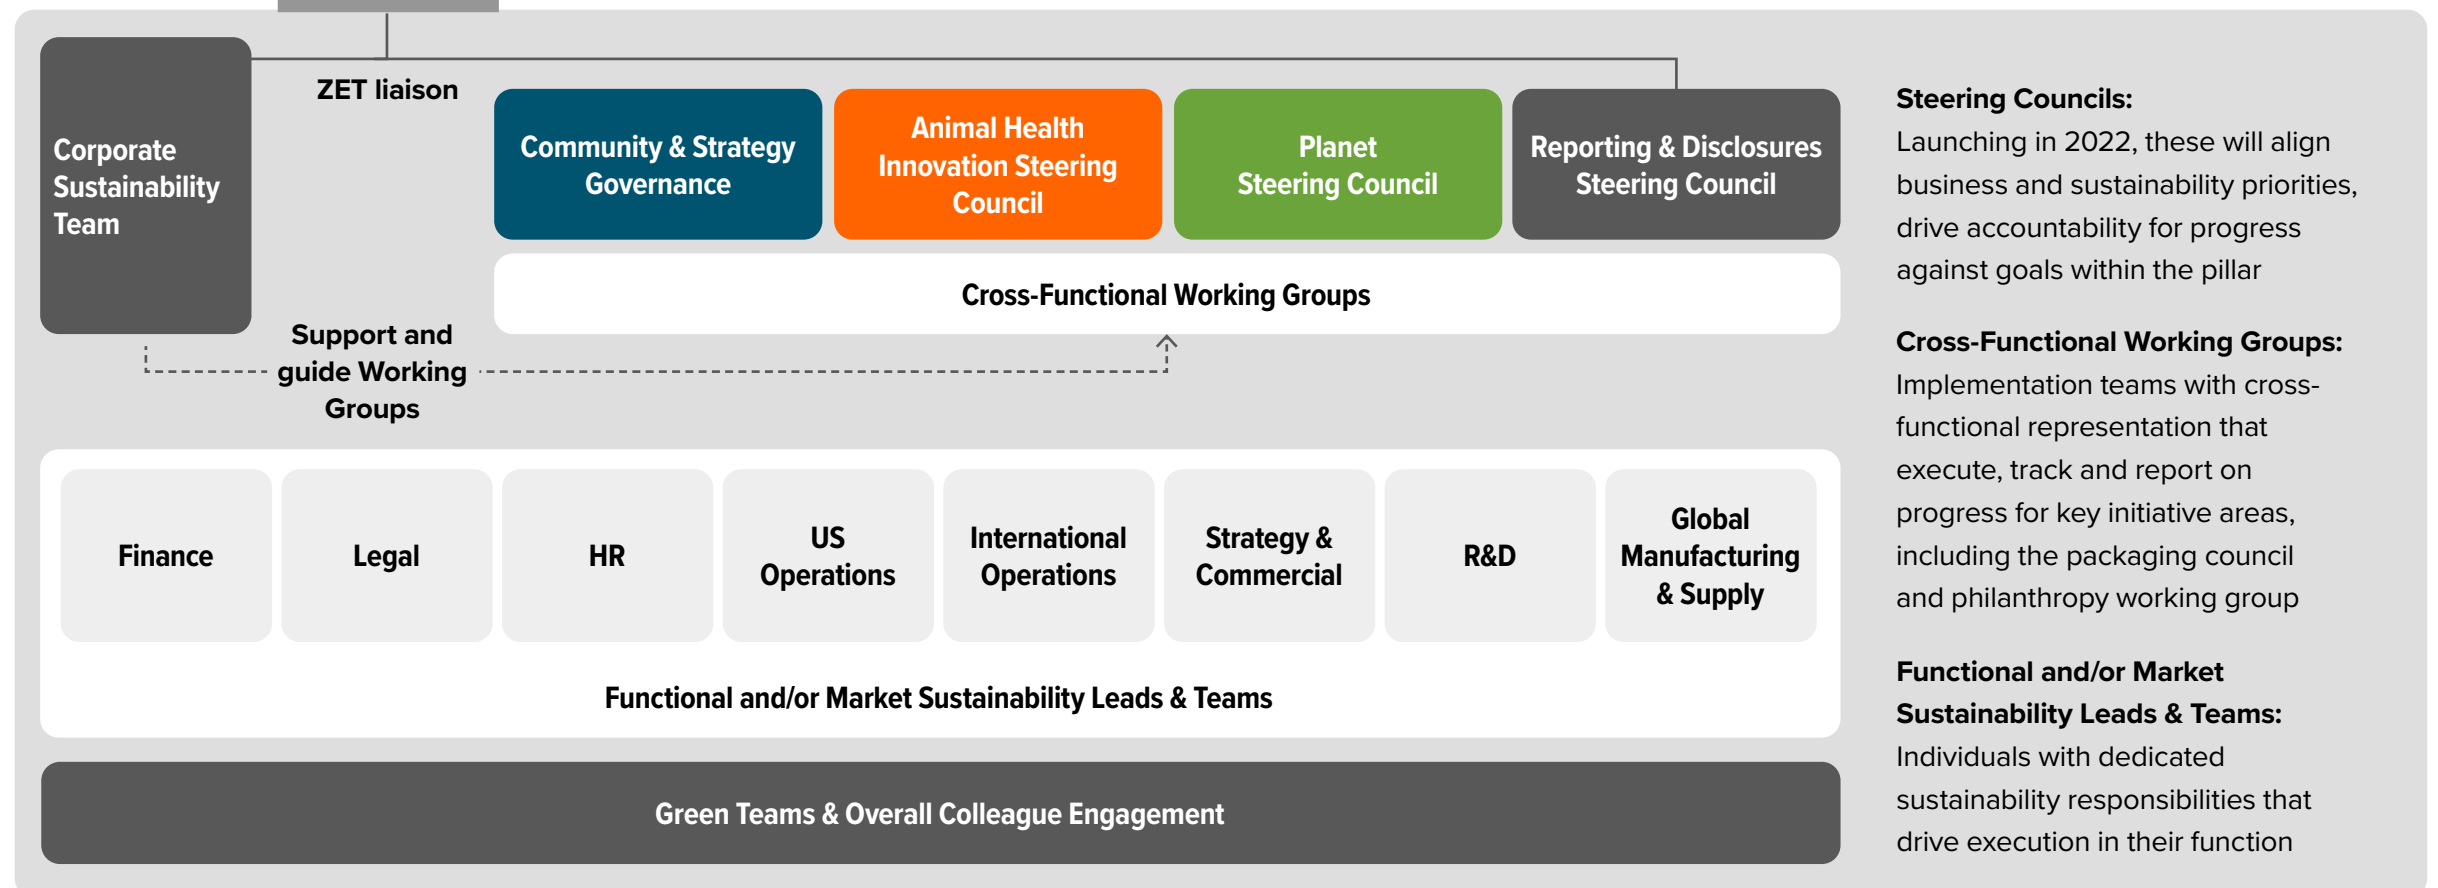 Corporate
Sustainability
Team
ZET liaison
Community & Strategy
Governance
Animal Health
Innovation Steering
Council
Planet
Steering Council
Reporting & Disclosures
Steering Council
Cross-Functional Working Groups
Support and
guide Working
Groups
Finance
Legal
HR
US
Operations
International
Operations
Strategy &
Commercial
R&D
Global
Manufacturing
& Supply
Functional and/or Market Sustainability Leads & Teams
Green Teams & Overall Colleague Engagement
Steering Councils:
Launching in 2022, these will align
business and sustainability priorities,
drive accountability for progress
against goals within the pillar
Cross-Functional Working Groups:
Implementation teams with cross-
functional representation that
execute, track and report on
progress for key initiative areas,
including the packaging council
and philanthropy working group
Functional and/or Market
Sustainability Leads & Teams:
Individuals with dedicated
sustainability responsibilities that
drive execution in their function